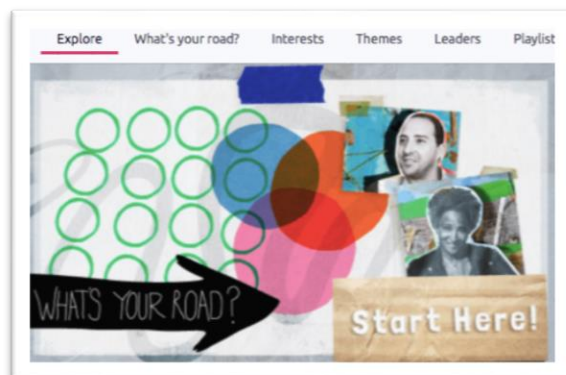 Explore What's your road? Interests Themes Leaders Playlist
WHAT'S YOUR ROAD?
Start Here!